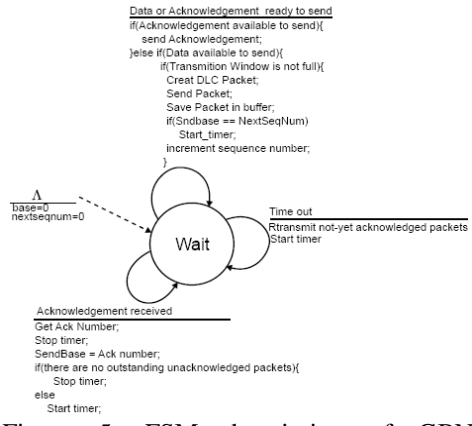 Data or Acknowledgement ready to send
if(Acknowledgement available to send){
send Acknowledgement;
}else if(Data available to send){
if(Transmition Window is not full){
Creat DLC Packet;
Send Packet;
Save Packet in buffer;
if(Sndbase == NextSeqNum)
Start_timer;
increment sequence number;
}
Λ
base=0
nextseqnum=0
Wait
Time out
Rtransmit not-yet acknowledged packets
Start timer
Acknowledgement received
Get Ack Number;
Stop timer;
SendBase = Ack number;
if(there are no outstanding unacknowledged packets){
Stop timer;
else
Start timer;